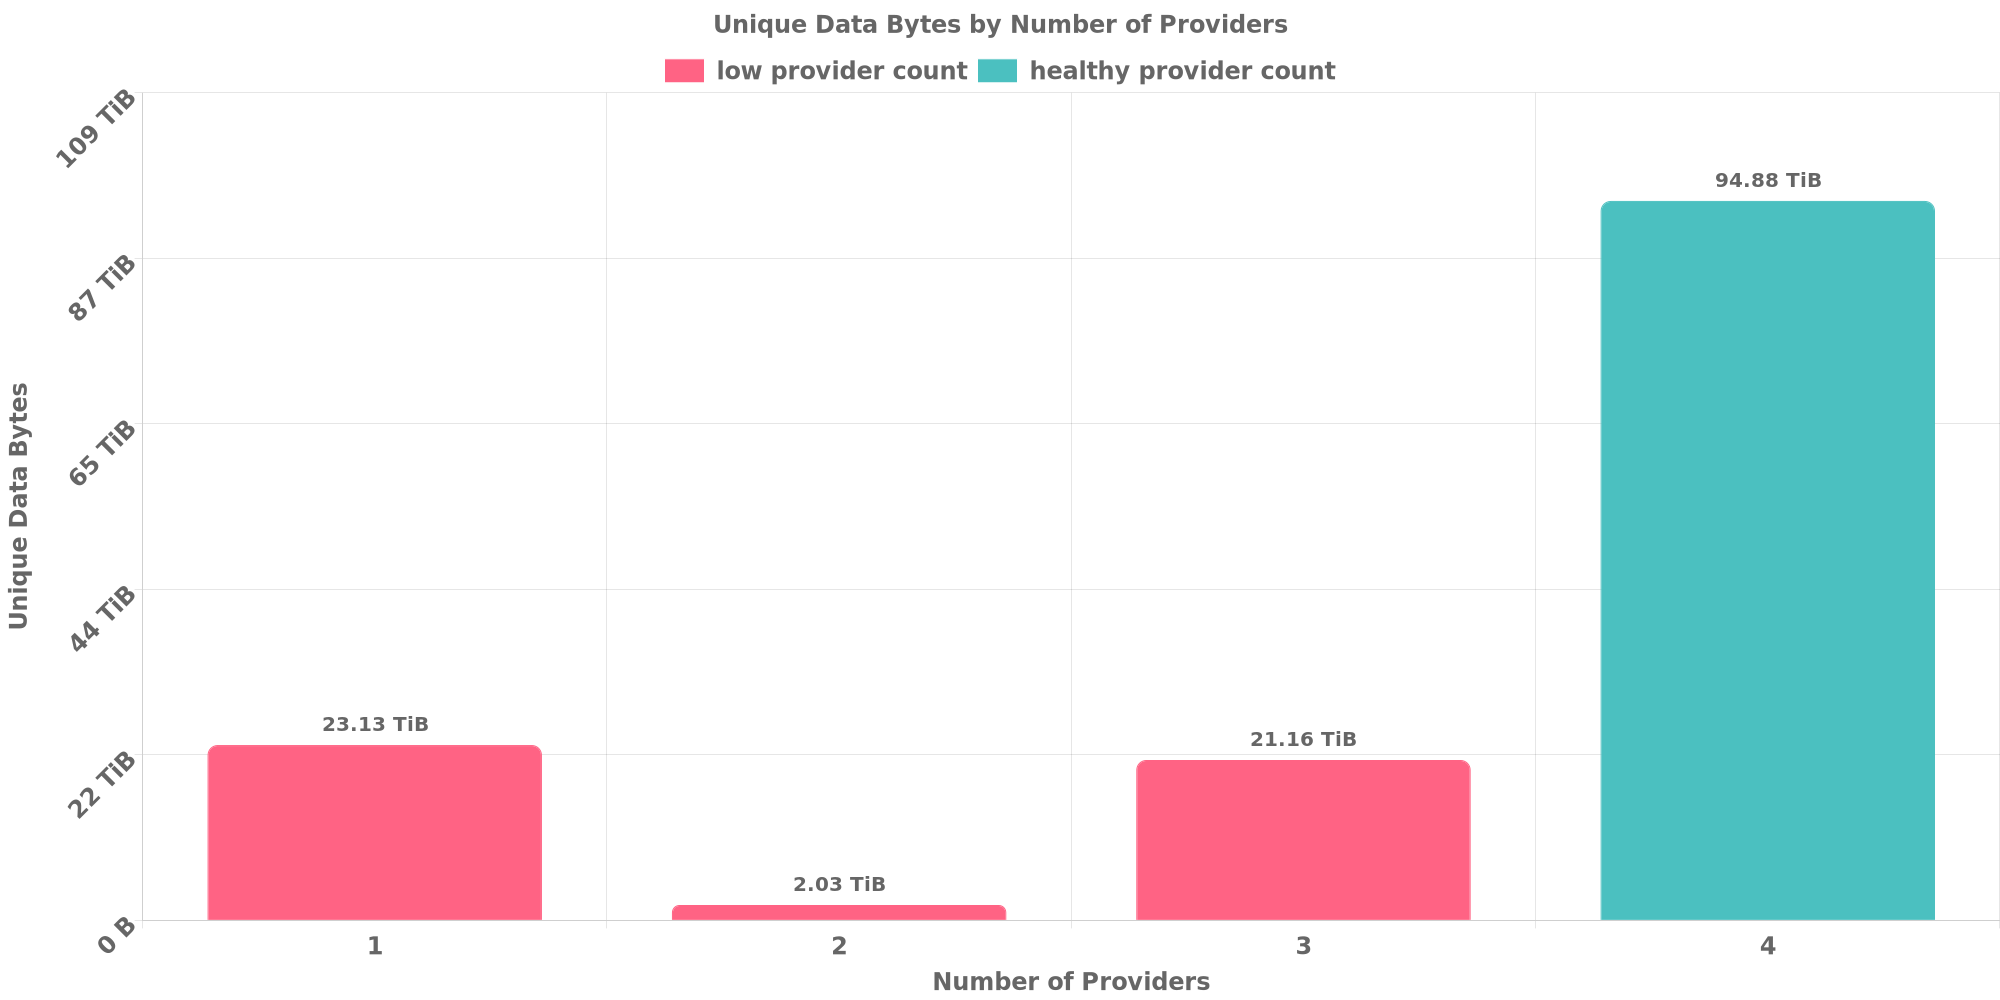 Unique Data Bytes by Number of Providers
low provider count healthy provider count
109 TiB
87 TiB
65 TiB
44 TiB
22 TiB
0 B
Unique Data Bytes
23.13 TiB
2.03 TiB
21.16 TiB
94.88 TiB
1 2 3 4
Number of Providers